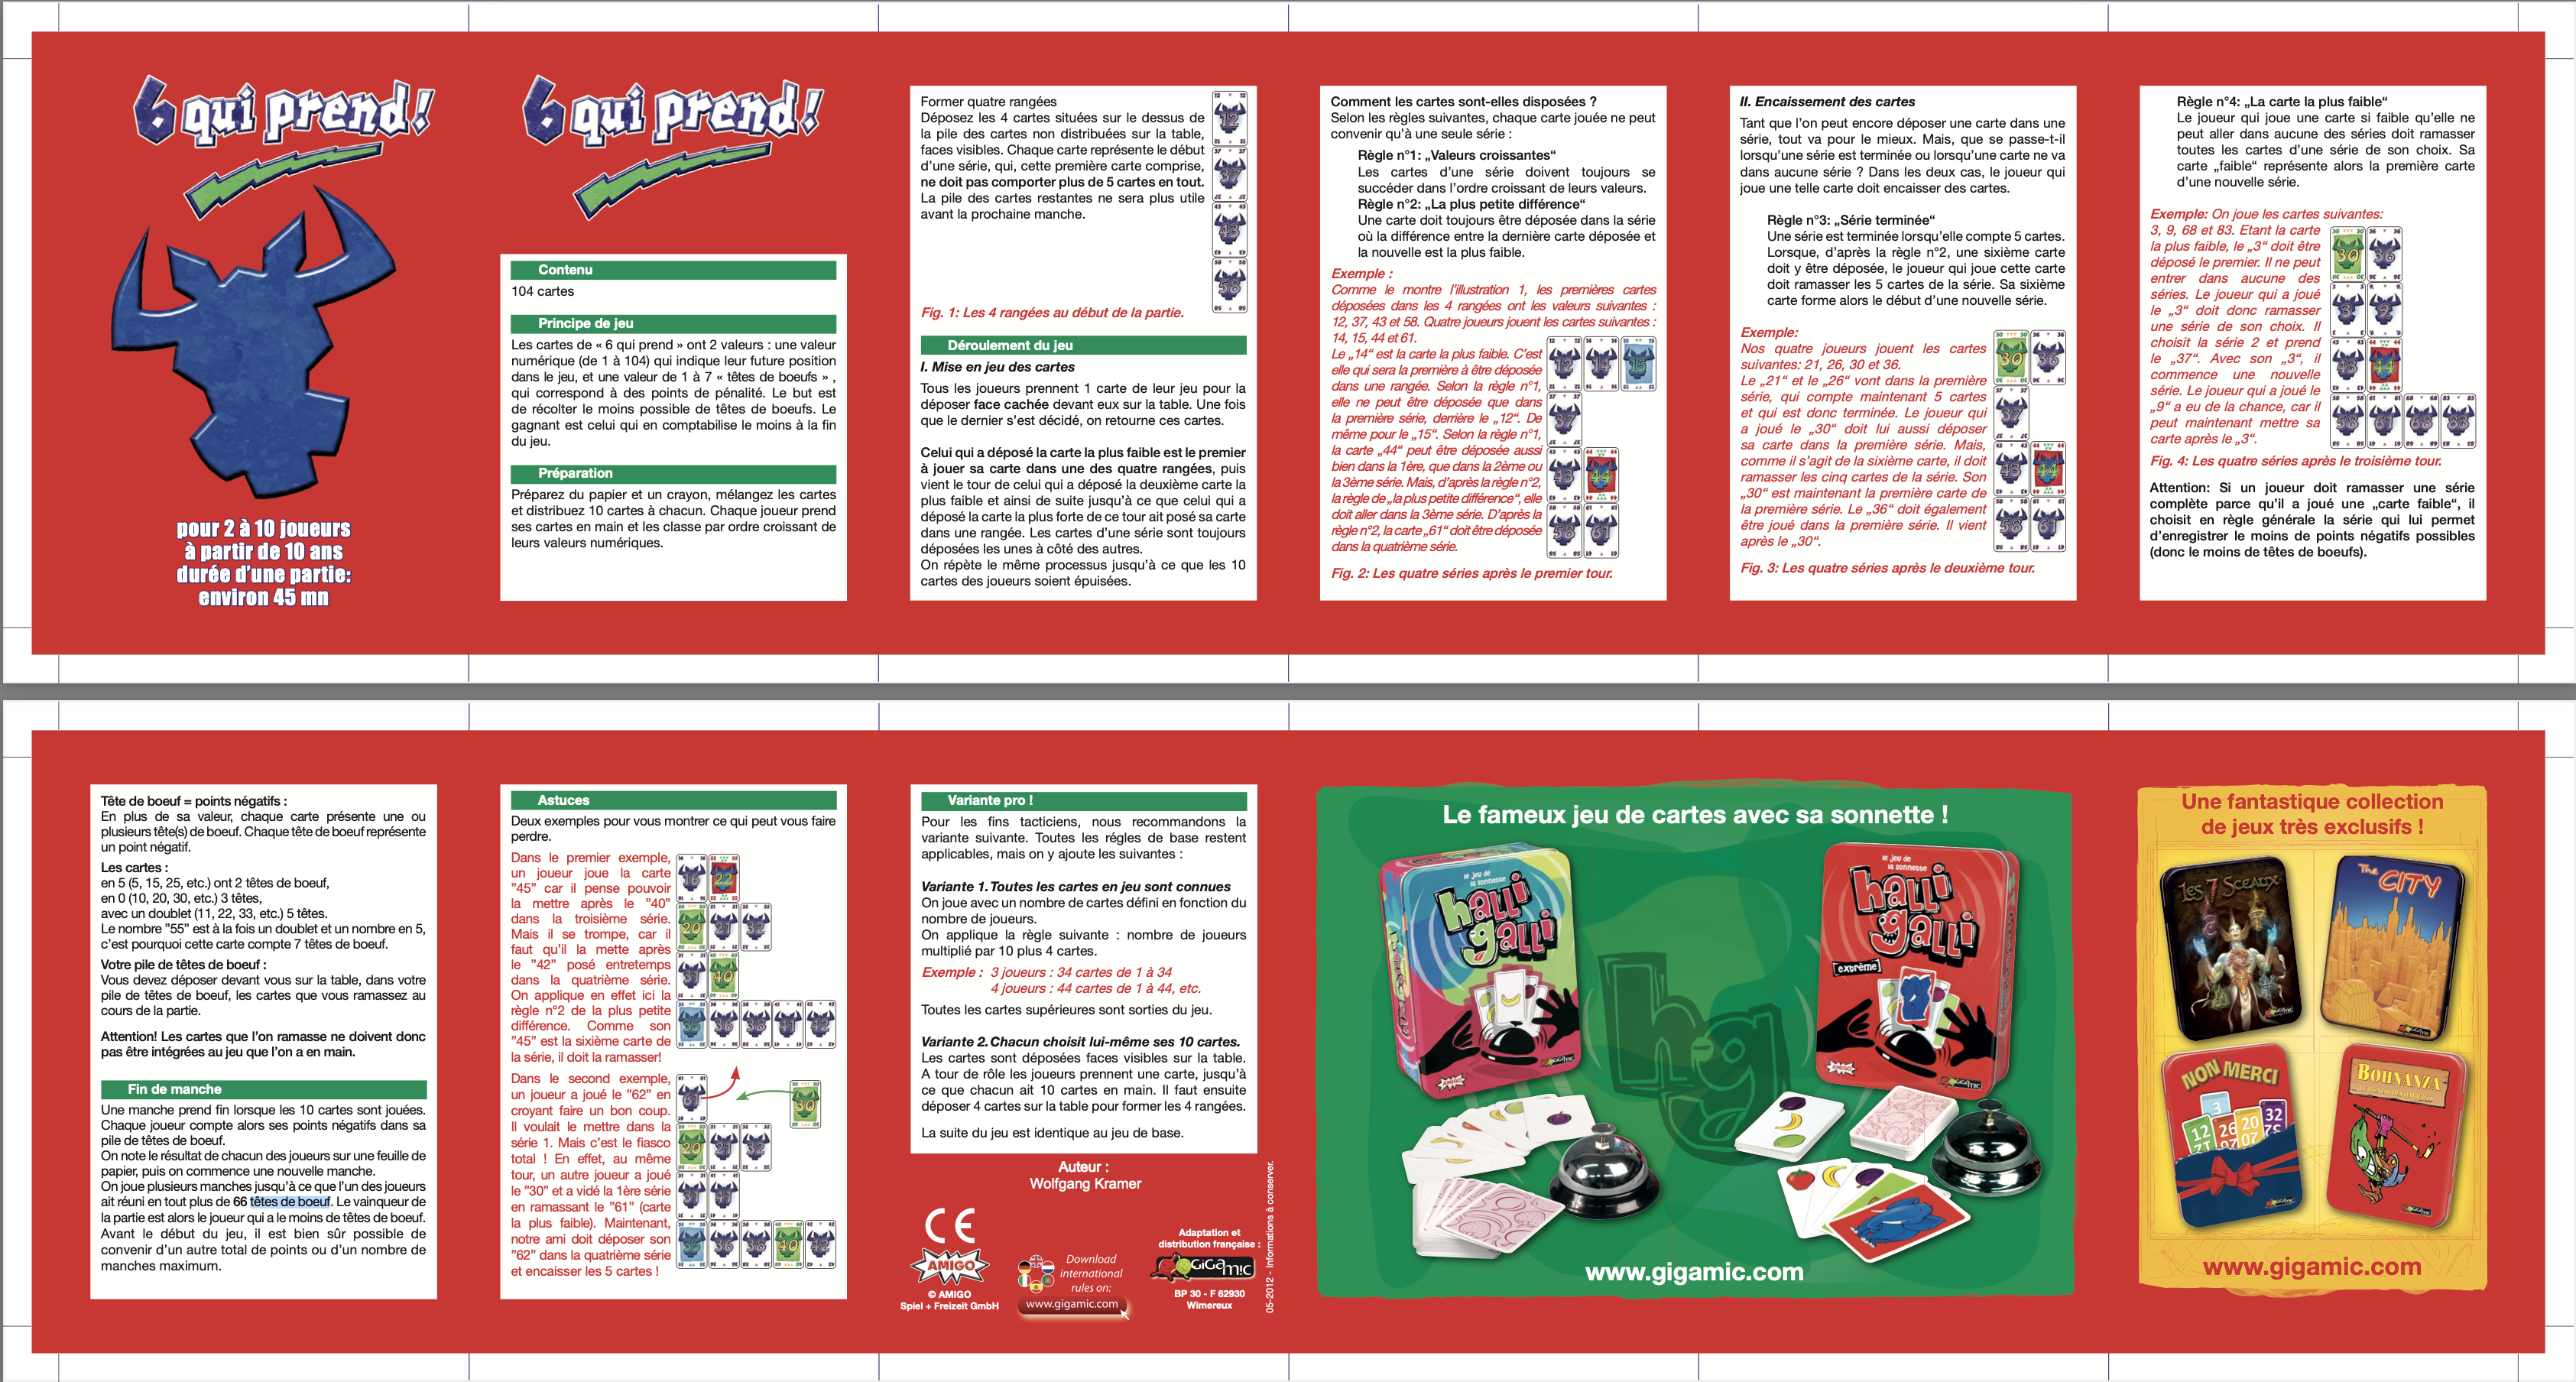 6 qui prend!
pour 2 à 10 joueurs
à partir de 10 ans
durée d'une partie:
environ 45 mn
6 qui prend!
Contenu
104 cartes
Principe de jeu
Les cartes de « 6 qui prend » ont 2 valeurs : une valeur
numérique (de 1 à 104) qui indique leur future position
dans le jeu, et une valeur de 1 à 7 « têtes de boeufs » ,
qui correspond à des points de pénalité. Le but est
de récolter le moins possible de têtes de boeufs. Le
gagnant est celui qui en comptabilise le moins à la fin
du jeu.
Préparation
Préparez du papier et un crayon, mélangez les cartes
et distribuez 10 cartes à chacun. Chaque joueur prend
ses cartes en main et les classe par ordre croissant de
leurs valeurs numériques.
Former quatre rangées
Déposez les 4 cartes situées sur le dessus de
la pile des cartes non distribuées sur la table,
faces visibles. Chaque carte représente le début
d'une série, qui, cette première carte comprise,
ne doit pas comporter plus de 5 cartes en tout.
La pile des cartes restantes ne sera plus utile
avant la prochaine manche.
12
37
43
58
Fig. 1: Les 4 rangées au début de la partie.
Déroulement du jeu
I. Mise en jeu des cartes
Tous les joueurs prennent 1 carte de leur jeu pour la
déposer face cachée devant eux sur la table. Une fois
que le dernier s'est décidé, on retourne ces cartes.
Celui qui a déposé la carte la plus faible est le premier
à jouer sa carte dans une des quatre rangées, puis
vient le tour de celui qui a déposé la deuxième carte la
plus faible et ainsi de suite jusqu'à ce que celui qui a
déposé la carte la plus forte de ce tour ait posé sa carte
dans une rangée. Les cartes d'une série sont toujours
déposées les unes à côté des autres.
On répète le même processus jusqu'à ce que les 10
cartes des joueurs soient épuisées.
Comment les cartes sont-elles disposées ?
Selon les règles suivantes, chaque carte jouée ne peut
convenir qu'à une seule série :
Règle n°1: „Valeurs croissantes“
Les cartes d'une série doivent toujours se
succéder dans l'ordre croissant de leurs valeurs.
Règle n°2: „La plus petite différence“
Une carte doit toujours être déposée dans la série
où la différence entre la dernière carte déposée et
la nouvelle est la plus faible.
Exemple :
Comme le montre l'illustration 1, les premières cartes
déposées dans les 4 rangées ont les valeurs suivantes :
12, 37, 43 et 58. Quatre joueurs jouent les cartes suivantes :
14, 15, 44 et 61.
Le „14“ est la carte la plus faible. C'est
elle qui sera la première à être déposée
dans une rangée. Selon la règle n°1,
elle ne peut être déposée que dans
la première série, derrière le „12“. De
même pour le „15“. Selon la règle n°1,
la carte „44“ peut être déposée aussi
bien dans la 1ère, que dans la 2ème ou
la 3ème série. Mais, d'après la règle n°2,
la règle de „la plus petite différence“, elle
doit aller dans la 3ème série. D'après la
règle n°2, la carte „61“ doit être déposée
dans la quatrième série.
12 14 15
37
43 44
58 61
Fig. 2: Les quatre séries après le premier tour.
II. Encaissement des cartes
Tant que l'on peut encore déposer une carte dans une
série, tout va pour le mieux. Mais, que se passe-t-il
lorsqu'une série est terminée ou lorsqu'une carte ne va
dans aucune série ? Dans les deux cas, le joueur qui
joue une telle carte doit encaisser des cartes.
Règle n°3: „Série terminée“
Une série est terminée lorsqu'elle compte 5 cartes.
Lorsque, d'après la règle n°2, une sixième carte
doit y être déposée, le joueur qui joue cette carte
doit ramasser les 5 cartes de la série. Sa sixième
carte forme alors le début d'une nouvelle série.
Exemple:
Nos quatre joueurs jouent les cartes
suivantes: 21, 26, 30 et 36.
Le „21“ et le „26“ vont dans la première
série, qui compte maintenant 5 cartes
et qui est donc terminée. Le joueur qui
a joué le „30“ doit lui aussi déposer
sa carte dans la première série. Mais,
comme il s'agit de la sixième carte, il doit
ramasser les cinq cartes de la série. Son
„30“ est maintenant la première carte de
la première série. Le „36“ doit également
être joué dans la première série. Il vient
après le „30“.
30 36
37
43 44
58 61
Fig. 3: Les quatre séries après le deuxième tour.
Règle n°4: „La carte la plus faible“
Le joueur qui joue une carte si faible qu'elle ne
peut aller dans aucune des séries doit ramasser
toutes les cartes d'une série de son choix. Sa
carte „faible“ représente alors la première carte
d'une nouvelle série.
Exemple: On joue les cartes suivantes:
3, 9, 68 et 83. Etant la carte
la plus faible, le „3“ doit être
déposé le premier. Il ne peut
entrer dans aucune des
séries. Le joueur qui a joué
le „3“ doit donc ramasser
une série de son choix. Il
choisit la série 2 et prend
le „37“. Avec son „3“, il
commence une nouvelle
série. Le joueur qui a joué le
„9“ a eu de la chance, car il
peut maintenant mettre sa
carte après le „3“.
30 36
3 9
43 44
58 61 68 83
Fig. 4: Les quatre séries après le troisième tour.
Attention: Si un joueur doit ramasser une série
complète parce qu'il a joué une „carte faible“, il
choisit en règle générale la série qui lui permet
d'enregistrer le moins de points négatifs possibles
(donc le moins de têtes de boeufs).
Tête de boeuf = points négatifs :
En plus de sa valeur, chaque carte présente une ou
plusieurs tête(s) de boeuf. Chaque tête de boeuf représente
un point négatif.
Les cartes :
en 5 (5, 15, 25, etc.) ont 2 têtes de boeuf,
en 0 (10, 20, 30, etc.) 3 têtes,
avec un doublet (11, 22, 33, etc.) 5 têtes.
Le nombre "55" est à la fois un doublet et un nombre en 5,
c'est pourquoi cette carte compte 7 têtes de boeuf.
Votre pile de têtes de boeuf :
Vous devez déposer devant vous sur la table, dans votre
pile de têtes de boeuf, les cartes que vous ramassez au
cours de la partie.
Attention! Les cartes que l'on ramasse ne doivent donc
pas être intégrées au jeu que l'on a en main.
Fin de manche
Une manche prend fin lorsque les 10 cartes sont jouées.
Chaque joueur compte alors ses points négatifs dans sa
pile de têtes de boeuf.
On note le résultat de chacun des joueurs sur une feuille de
papier, puis on commence une nouvelle manche.
On joue plusieurs manches jusqu'à ce que l'un des joueurs
ait réuni en tout plus de 66 têtes de boeuf. Le vainqueur de
la partie est alors le joueur qui a le moins de têtes de boeuf.
Avant le début du jeu, il est bien sûr possible de
convenir d'un autre total de points ou d'un nombre de
manches maximum.
Astuces
Deux exemples pour vous montrer ce qui peut vous faire
perdre.
Dans le premier exemple,
un joueur joue la carte
"45" car il pense pouvoir
la mettre après le "40"
dans la troisième série.
Mais il se trompe, car il
faut qu'il la mette après
le "42" posé entretemps
dans la quatrième série.
On applique en effet ici la
règle n°2 de la plus petite
différence. Comme son
"45" est la sixième carte de
la série, il doit la ramasser!
16 22
20 21 32
37 40
35 36 38 41 42
Dans le second exemple,
un joueur a joué le "62" en
croyant faire un bon coup.
Il voulait le mettre dans la
série 1. Mais c'est le fiasco
total ! En effet, au même
tour, un autre joueur a joué
le "30" et a vidé la 1ère série
en ramassant le "61" (carte
la plus faible). Maintenant,
notre ami doit déposer son
"62" dans la quatrième série
et encaisser les 5 cartes !
61 30
20 21 32
35 36 38 40 42
Variante pro !
Pour les fins tacticiens, nous recommandons la
variante suivante. Toutes les régles de base restent
applicables, mais on y ajoute les suivantes :
Variante 1. Toutes les cartes en jeu sont connues
On joue avec un nombre de cartes défini en fonction du
nombre de joueurs.
On applique la règle suivante : nombre de joueurs
multiplié par 10 plus 4 cartes.
Exemple : 3 joueurs : 34 cartes de 1 à 34
4 joueurs : 44 cartes de 1 à 44, etc.
Toutes les cartes supérieures sont sorties du jeu.
Variante 2. Chacun choisit lui-même ses 10 cartes.
Les cartes sont déposées faces visibles sur la table.
A tour de rôle les joueurs prennent une carte, jusqu'à
ce que chacun ait 10 cartes en main. Il faut ensuite
déposer 4 cartes sur la table pour former les 4 rangées.
La suite du jeu est identique au jeu de base.
Auteur :
Wolfgang Kramer
CE
AMIGO
© AMIGO
Spiel + Freizeit GmbH
Download
international
rules on:
www.gigamic.com
Adaptation et
distribution française :
GiGamic
BP 30 - F 62930
Wimereux
05-2012 - Informations à conserver.
Le fameux jeu de cartes avec sa sonnette !
le jeu de
la sonnette
halli
galli
AMIGO
GiGamic
le jeu de
la sonnette
halli
galli
extrême
AMIGO
GiGamic
hg
www.gigamic.com
Une fantastique collection
de jeux très exclusifs !
Les 7 Sceaux
The CITY
NON MERCI
3
12 26 20 32
BOHNANZA
www.gigamic.com